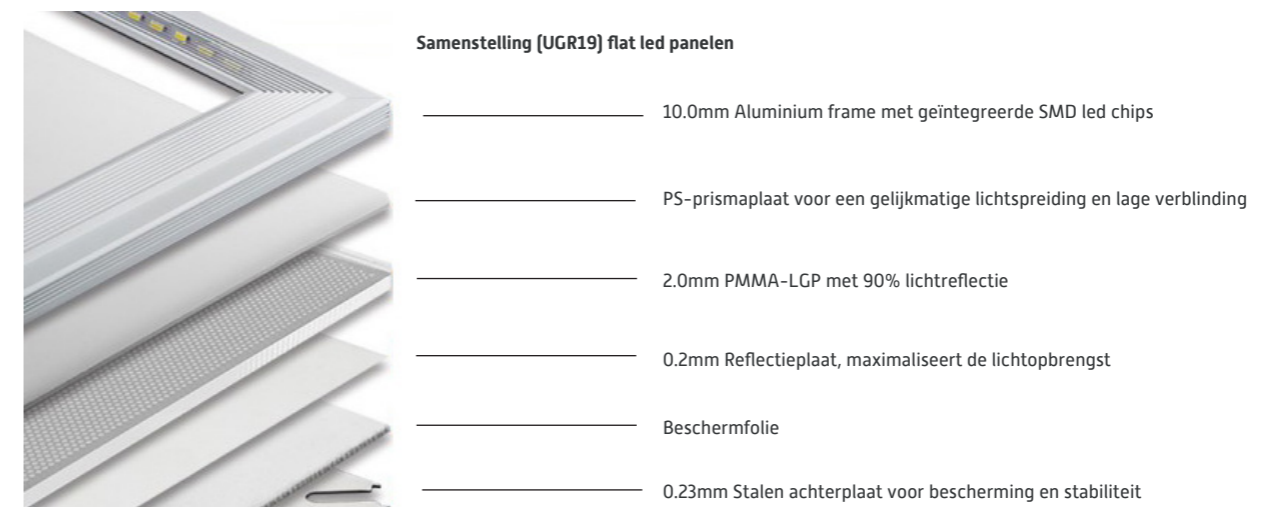 Samenstelling (UGR19) flat led panelen
10.0mm Aluminium frame met geïntegreerde SMD led chips
PS-prismaplaat voor een gelijkmatige lichtspreiding en lage verblinding
2.0mm PMMA-LGP met 90% lichtreflectie
0.2mm Reflectieplaat, maximaliseert de lichtopbrengst
Beschermfolie
0.23mm Stalen achterplaat voor bescherming en stabiliteit